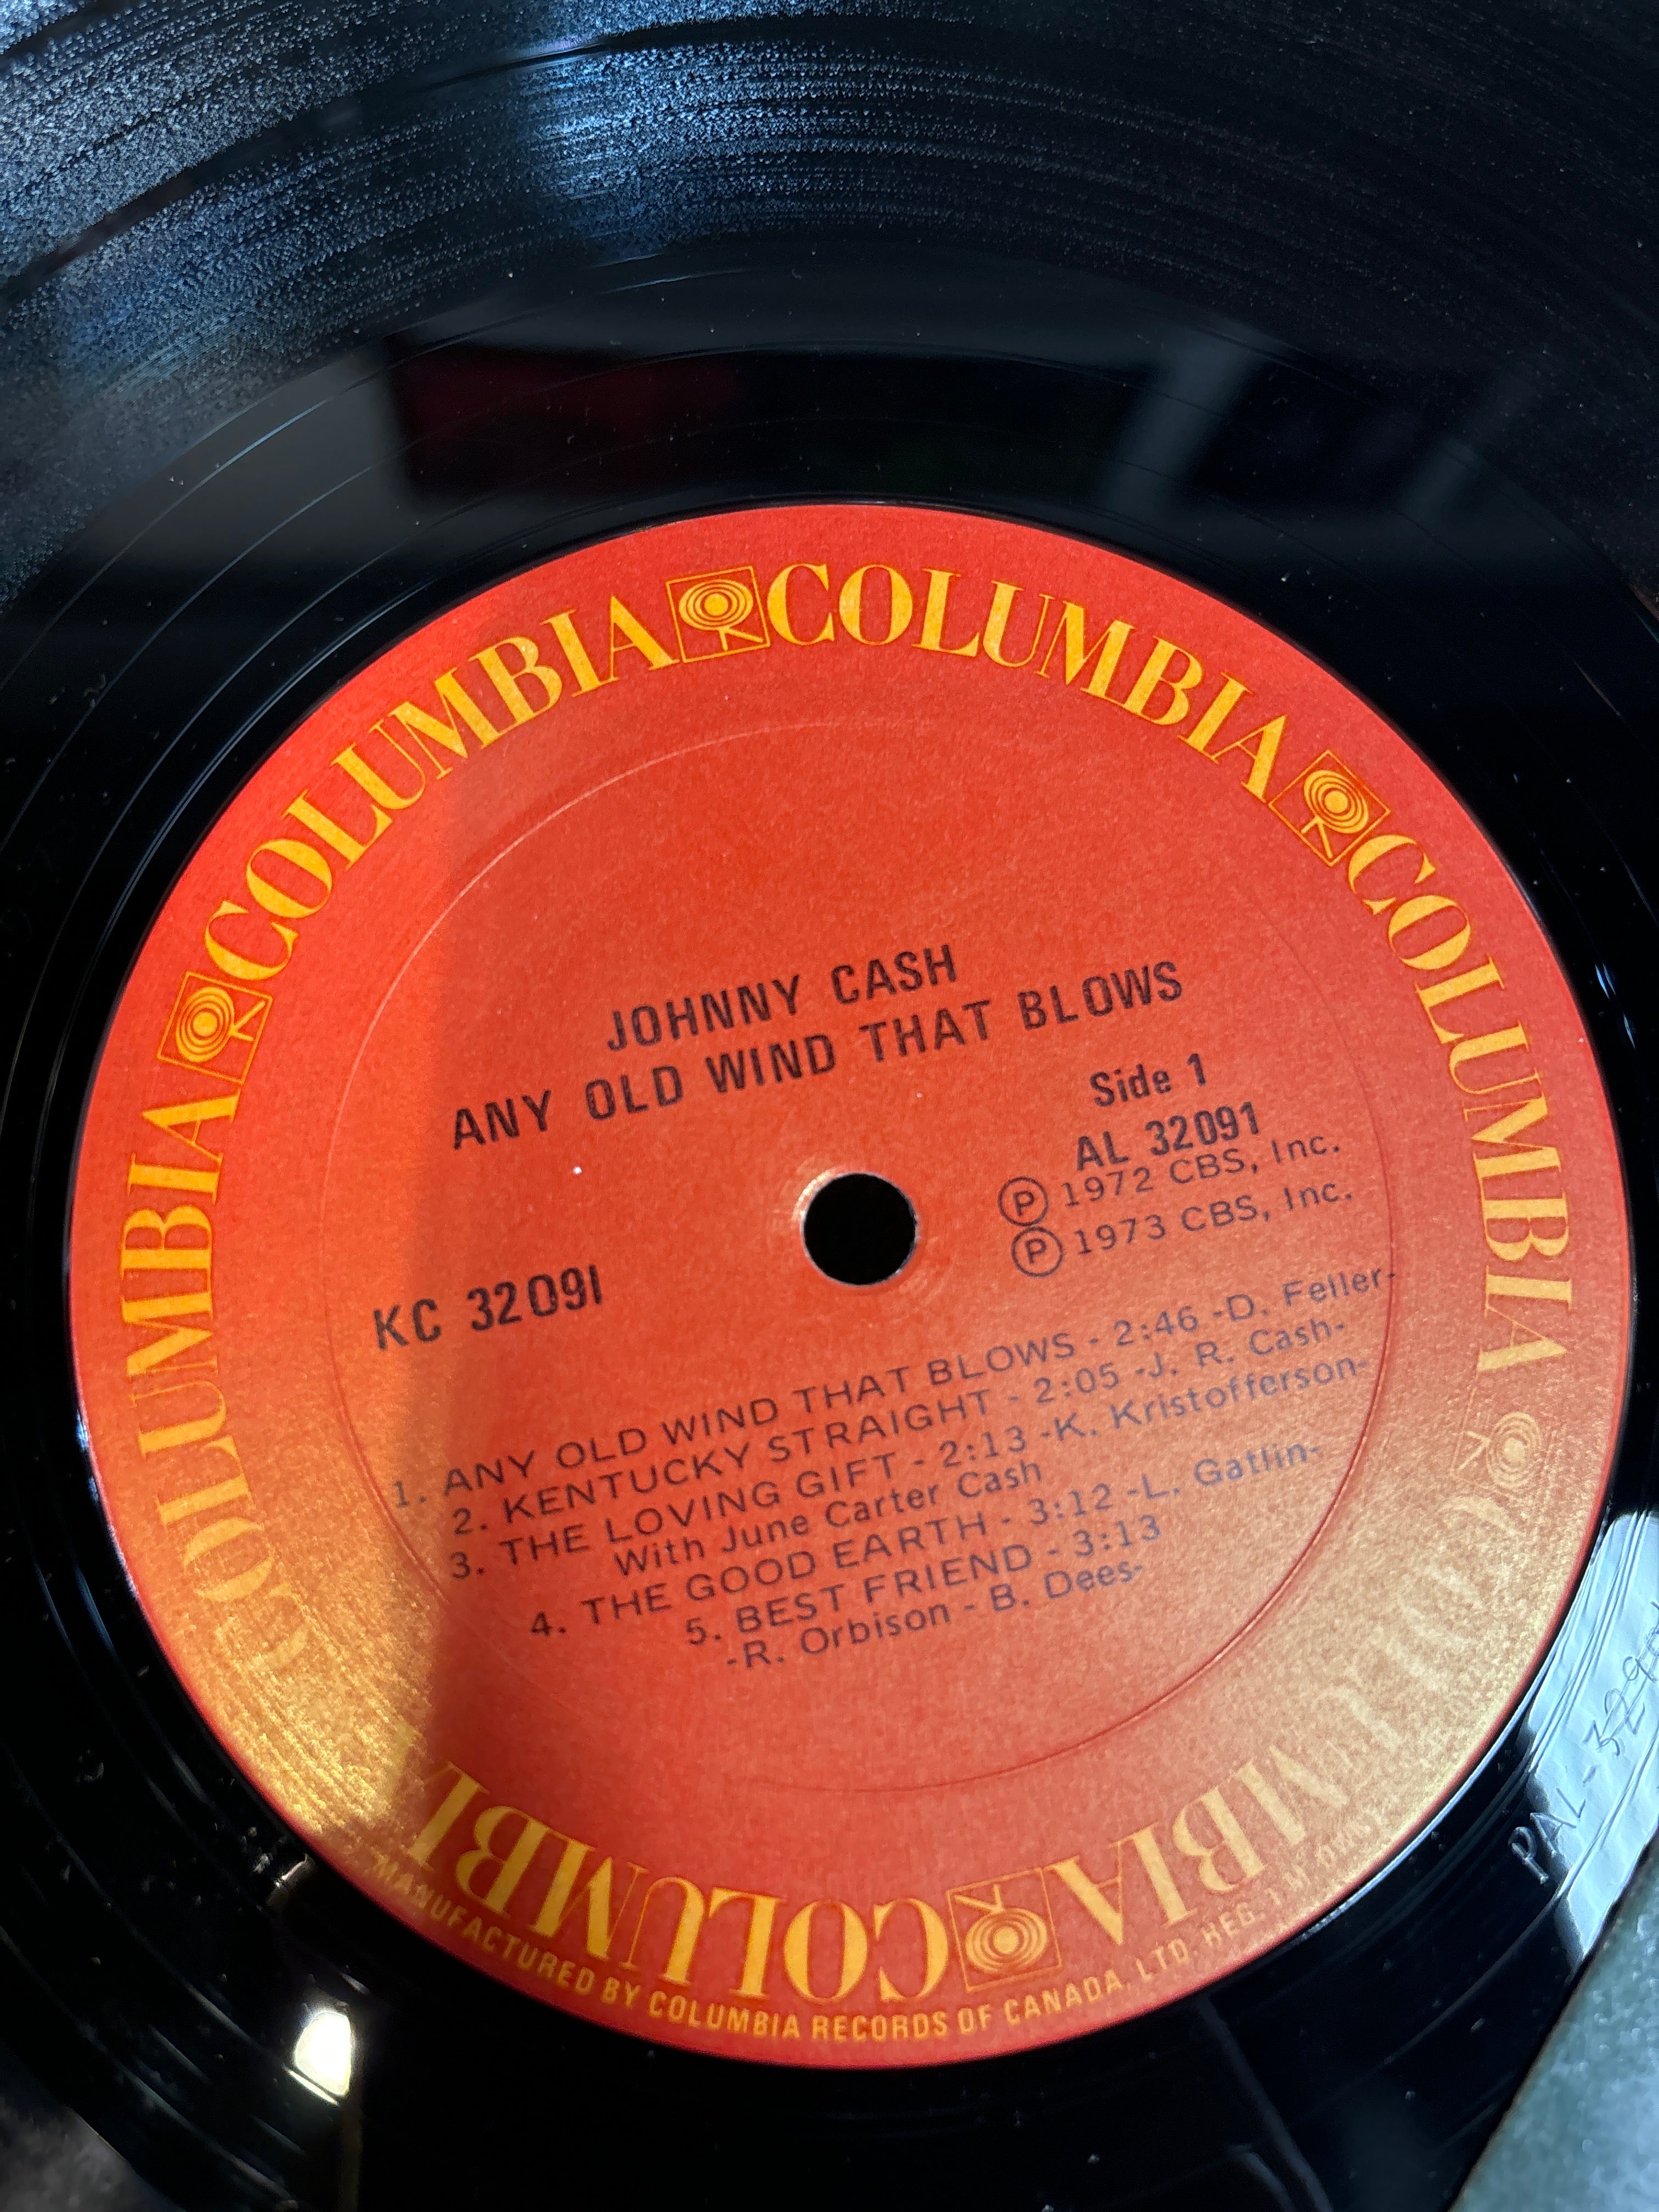 COLUMBIA COLUMBIA COLUMBIA COLUMBIA COLUMBIA COLUMBI
JOHNNY CASH
ANY OLD WIND THAT BLOWS
Side 1
AL 32091
Ⓟ 1972 CBS, Inc.
Ⓟ 1973 CBS, Inc.
KC 32091
1. ANY OLD WIND THAT BLOWS - 2:46 -D. Feller-
2. KENTUCKY STRAIGHT - 2:05 -J. R. Cash-
3. THE LOVING GIFT - 2:13 -K. Kristofferson-
With June Carter Cash
4. THE GOOD EARTH - 3:12 -L. Gatlin-
5. BEST FRIEND - 3:13
-R. Orbison - B. Dees-
MANUFACTURED BY COLUMBIA RECORDS OF CANADA, LTD.